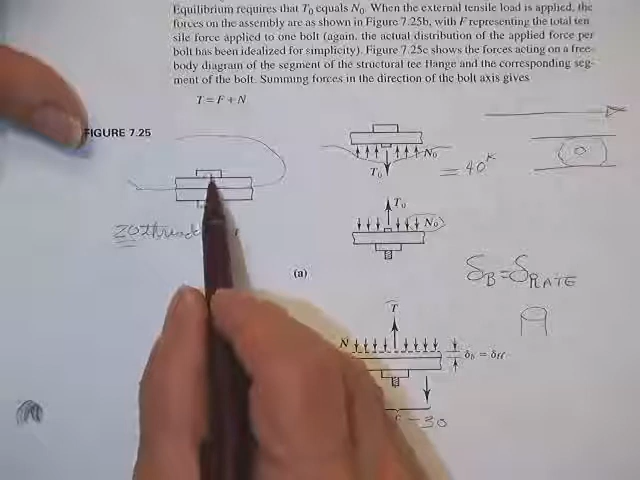 Equilibrium requires that T0 equals N0. When the external tensile load is applied, the
forces on the assembly are as shown in Figure 7.25b, with F representing the total ten-
sile force applied to one bolt (again, the actual distribution of the applied force per
bolt has been idealized for simplicity). Figure 7.25c shows the forces acting on a free-
body diagram of the segment of the structural tee flange and the corresponding seg-
ment of the bolt. Summing forces in the direction of the bolt axis gives
T = F + N
FIGURE 7.25
N0
T0
= 40K
O
T0
N0
20
(a)
δB = δPLATE
T
N
δb = δfl
30